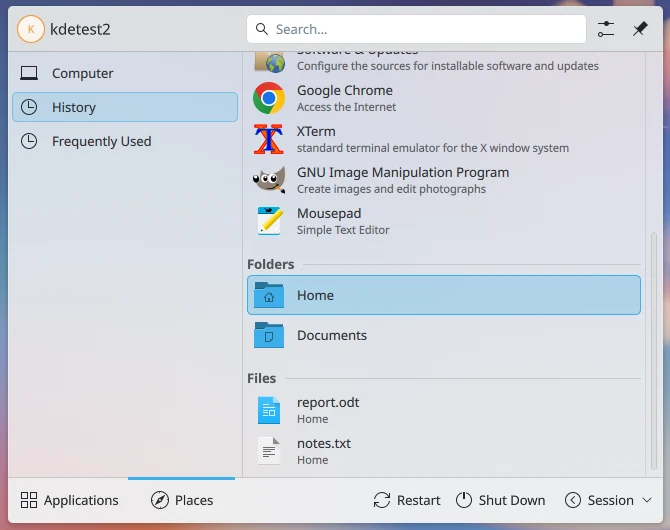 K
kdetest2
Search...
Computer
History
Frequently Used
Software & Updates
Configure the sources for installable software and updates
Google Chrome
Access the Internet
XTerm
standard terminal emulator for the X window system
GNU Image Manipulation Program
Create images and edit photographs
Mousepad
Simple Text Editor
Folders
Home
Documents
Files
report.odt
Home
notes.txt
Home
Applications
Places
Restart
Shut Down
Session